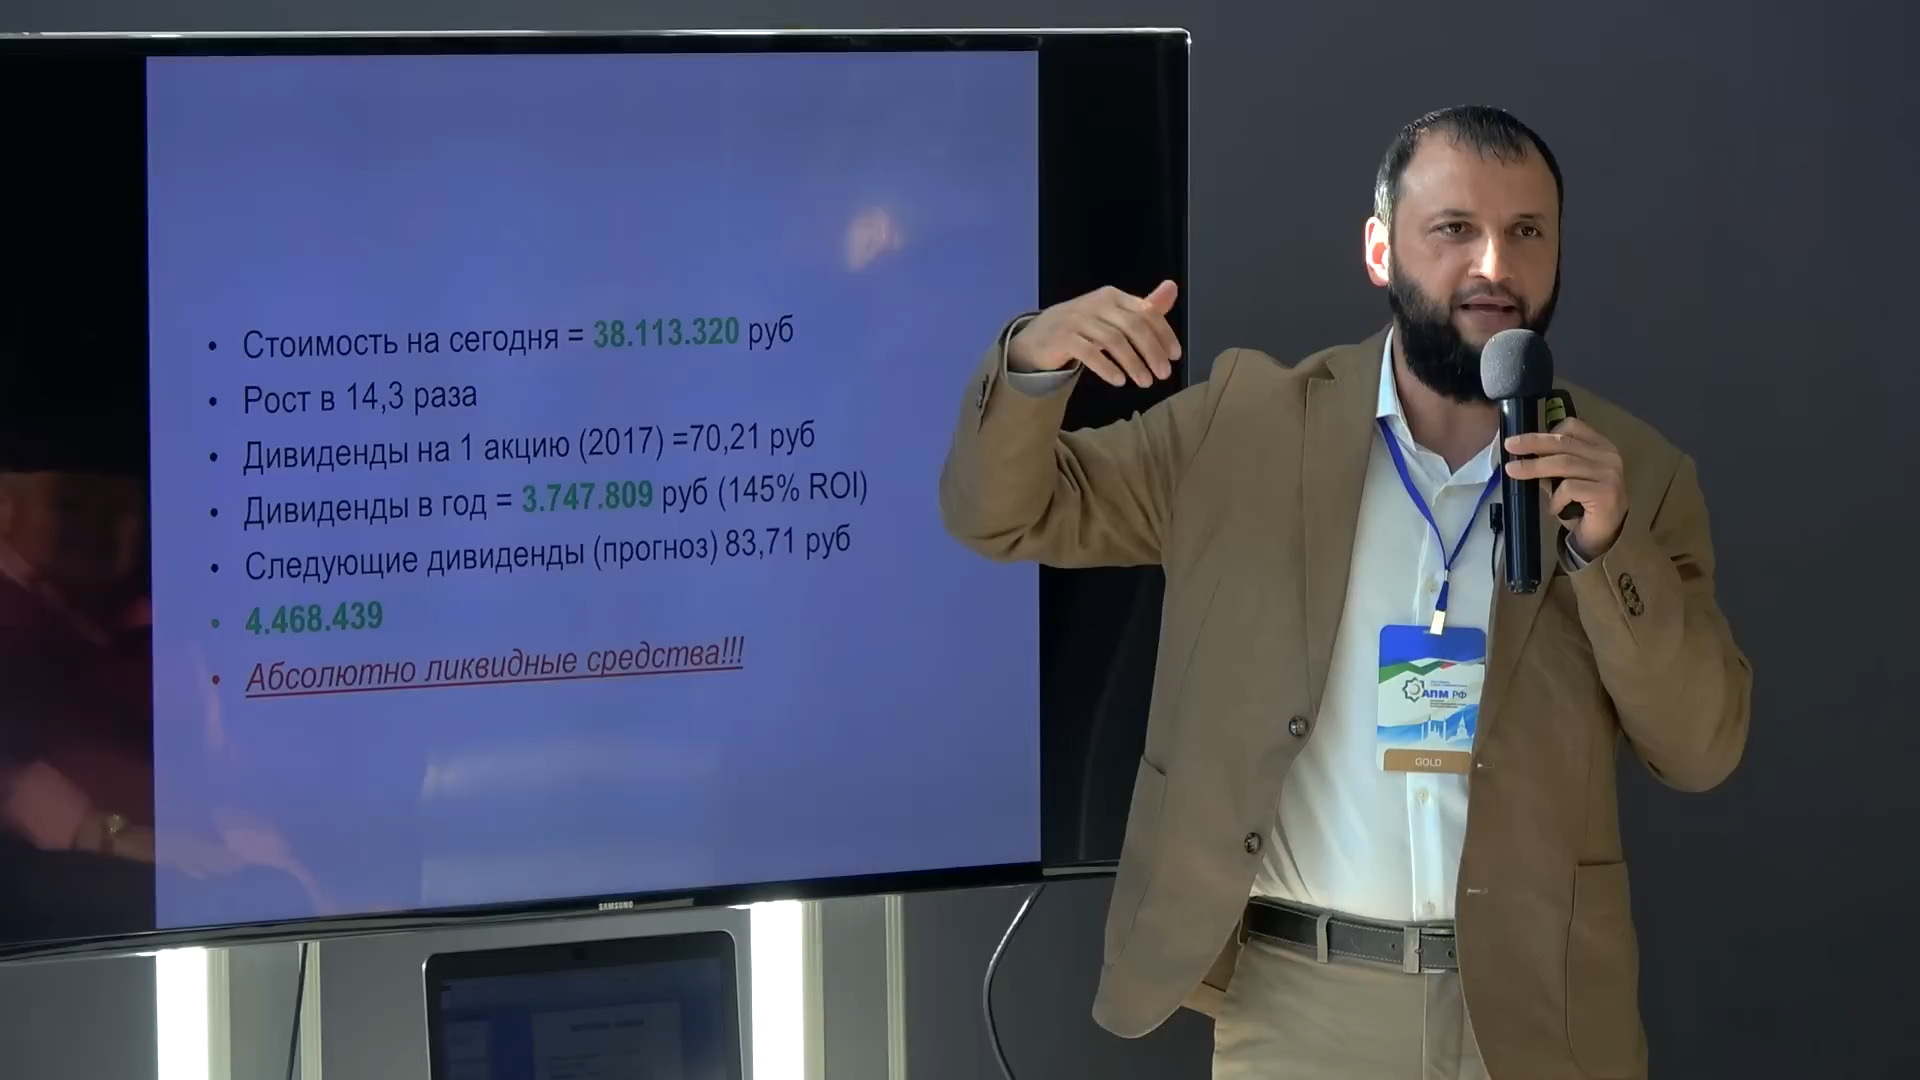 Стоимость на сегодня = 38.113.320 руб
Рост в 14,3 раза
Дивиденды на 1 акцию (2017) =70,21 руб
Дивиденды в год = 3.747.809 руб (145% ROI)
Следующие дивиденды (прогноз) 83,71 руб
4.468.439
Абсолютно ликвидные средства!!!
SAMSUNG
АПМ РФ
GOLD